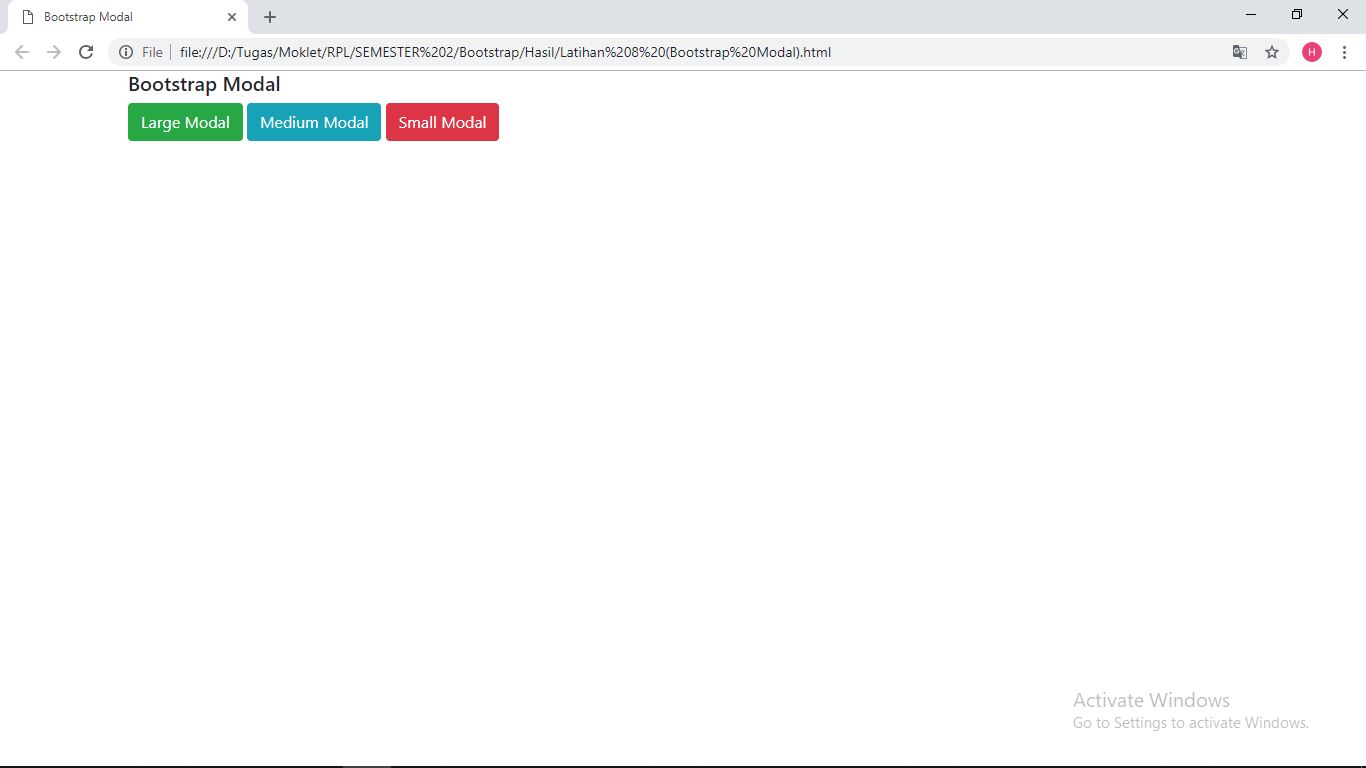 Bootstrap Modal
File file:///D:/Tugas/Moklet/RPL/SEMESTER%202/Bootstrap/Hasil/Latihan%208%20(Bootstrap%20Modal).html
H
Bootstrap Modal
Large Modal Medium Modal Small Modal
Activate Windows
Go to Settings to activate Windows.